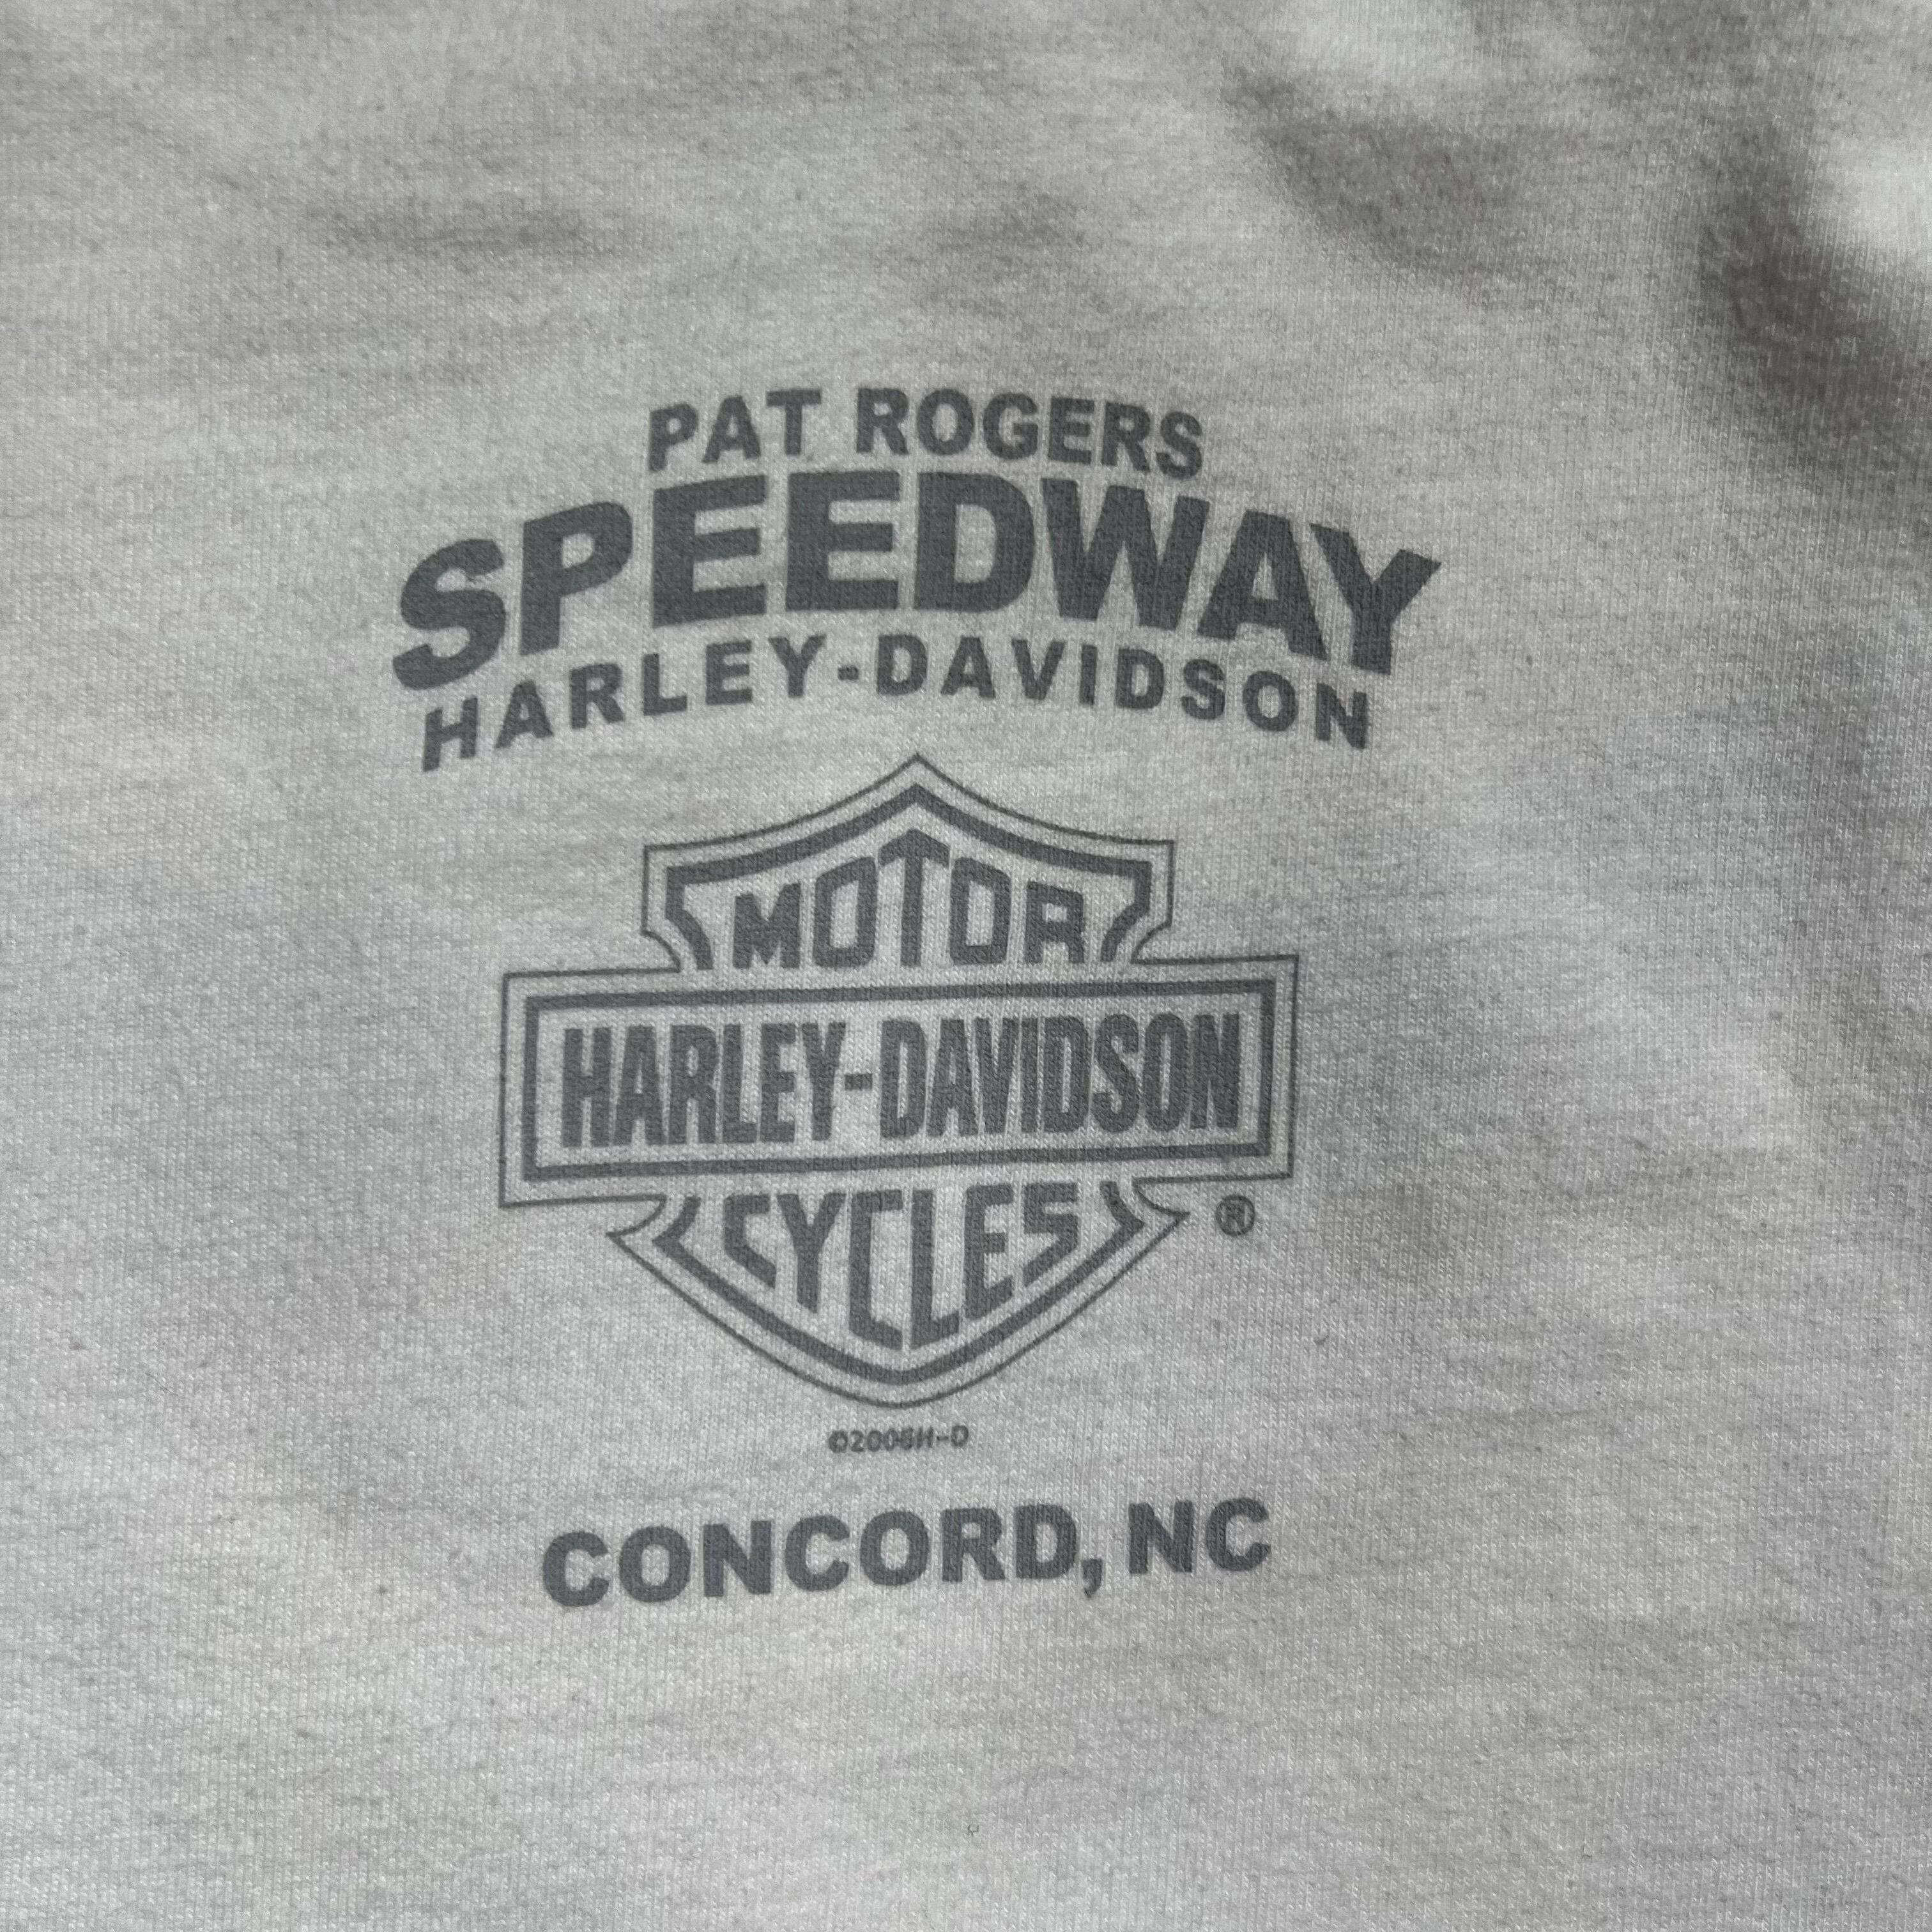 PAT ROGERS
SPEEDWAY
HARLEY-DAVIDSON
MOTOR
HARLEY-DAVIDSON
CYCLES
®
©2006H-D
CONCORD, NC